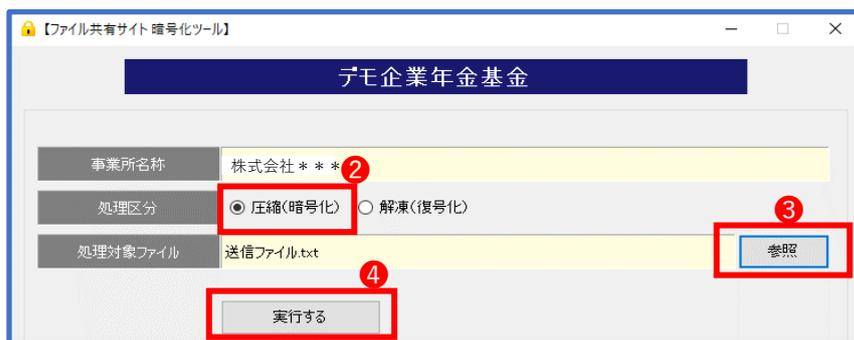 【ファイル共有サイト 暗号化ツール】
デモ企業年金基金
事業所名称 株式会社＊＊＊
2
処理区分 圧縮(暗号化) 解凍(復号化)
3
処理対象ファイル 送信ファイル.txt 参照
4
実行する